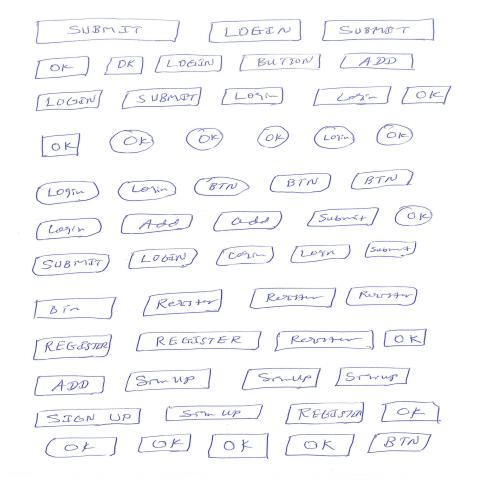 SUBMIT LOGIN SUBMIT
OK OK LOGIN BUTTON ADD
LOGIN SUBMIT Login Login OK
OK OK OK OK Login OK
Login Login BTN BTN BTN
Login Add add Submit OK
SUBMIT LOGIN Login Login Submit
Btn Register Register Register
REGISTER REGISTER Register OK
ADD SignUp SignUp SignUp
SIGN UP Sign Up REGISTER OK
OK OK OK OK BTN